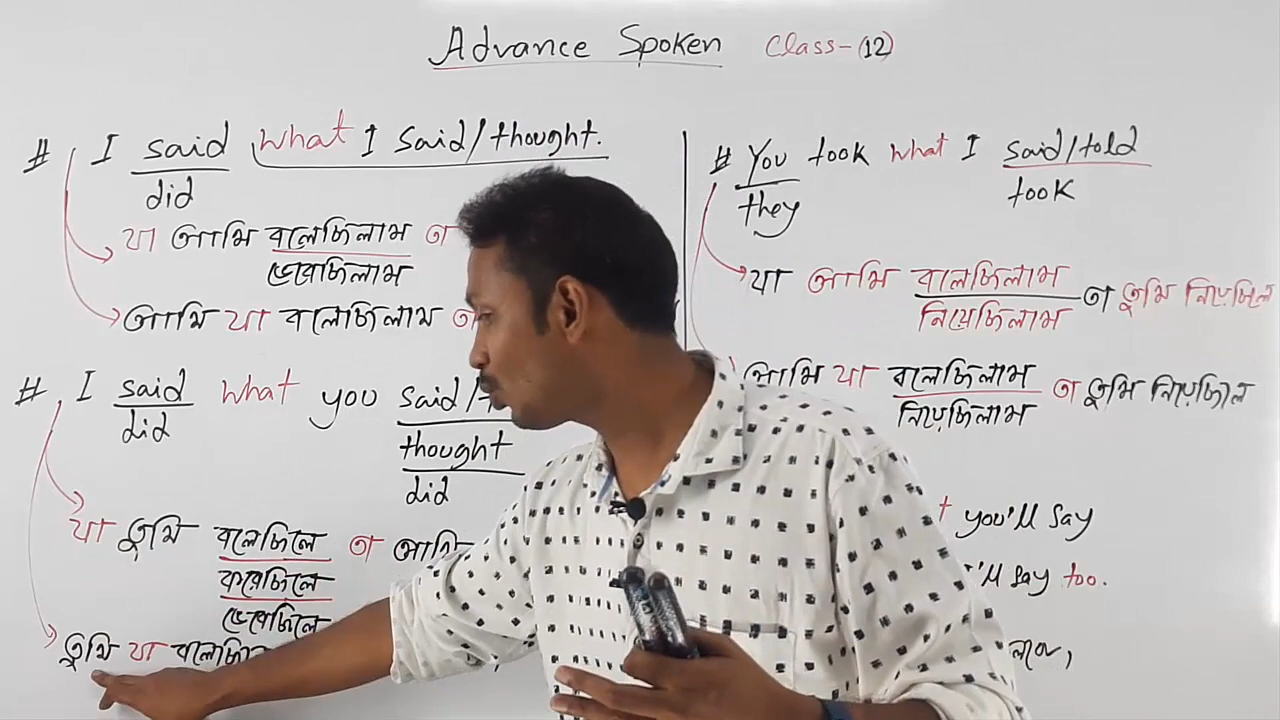 Advance Spoken Class-(12)
# I said what I said/thought.
did
যা আমি বলেছিলাম তা
ভেবেছিলাম
আমি যা বলেছিলাম তা
# I said what you said/
did thought
did
যা তুমি বলেছিলে তা আমি
করেছিলে
ভেবেছিলে
তুমি যা
# You took what I said/told
they took
যা আমি বলেছিলাম তা তুমি নিয়েছিলে
নিয়েছিলাম
আমি যা বলেছিলাম তা তুমি নিয়েছিলে
নিয়েছিলাম
you'll say
I'll say too.